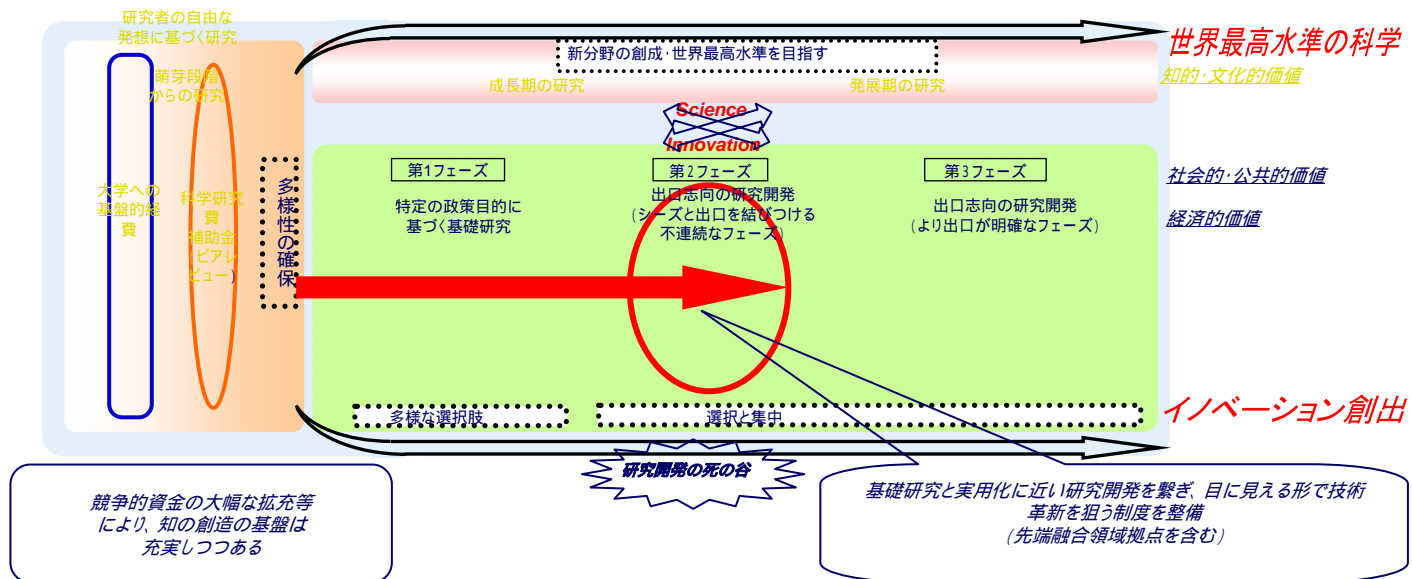 研究者の自由な
発想に基づく研究
萌芽段階
からの研究
大学への
基盤的経
費
科学研究
費
補助金
(ピアレ
ビュー)
多様性の確保
新分野の創成・世界最高水準を目指す
成長期の研究
発展期の研究
世界最高水準の科学
知的・文化的価値
Science
Innovation
第1フェーズ
特定の政策目的に
基づく基礎研究
第2フェーズ
出口志向の研究開発
(シーズと出口を結びつける
不連続なフェーズ)
第3フェーズ
出口志向の研究開発
(より出口が明確なフェーズ)
社会的・公共的価値
経済的価値
多様な選択肢
選択と集中
イノベーション創出
研究開発の死の谷
競争的資金の大幅な拡充等
により、知の創造の基盤は
充実しつつある
基礎研究と実用化に近い研究開発を繋ぎ、目に見える形で技術
革新を狙う制度を整備
(先端融合領域拠点を含む)